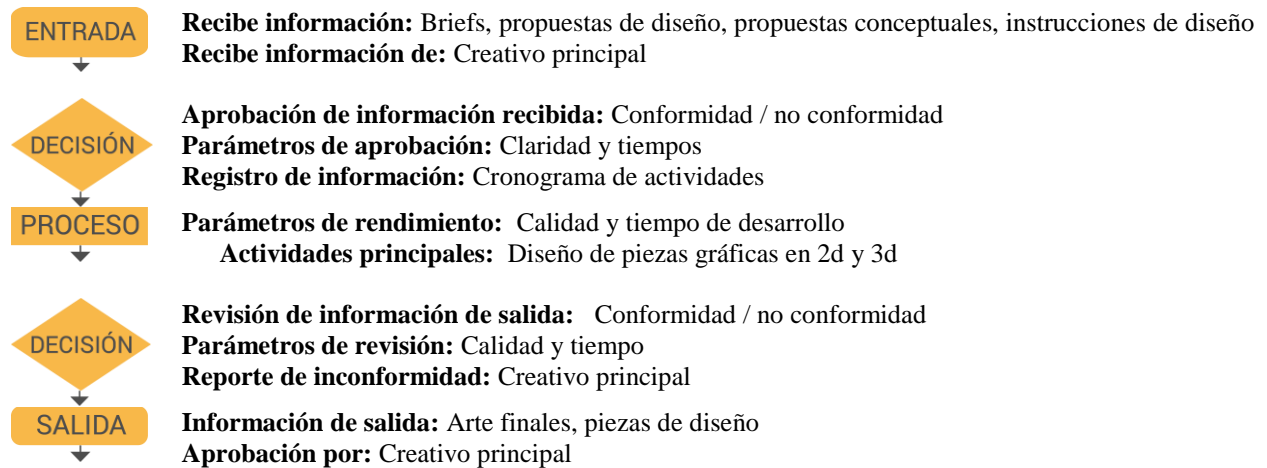 ENTRADA
Recibe información: Briefs, propuestas de diseño, propuestas conceptuales, instrucciones de diseño
Recibe información de: Creativo principal
DECISIÓN
Aprobación de información recibida: Conformidad / no conformidad
Parámetros de aprobación: Claridad y tiempos
Registro de información: Cronograma de actividades
PROCESO
Parámetros de rendimiento: Calidad y tiempo de desarrollo
Actividades principales: Diseño de piezas gráficas en 2d y 3d
DECISIÓN
Revisión de información de salida: Conformidad / no conformidad
Parámetros de revisión: Calidad y tiempo
Reporte de inconformidad: Creativo principal
SALIDA
Información de salida: Arte finales, piezas de diseño
Aprobación por: Creativo principal